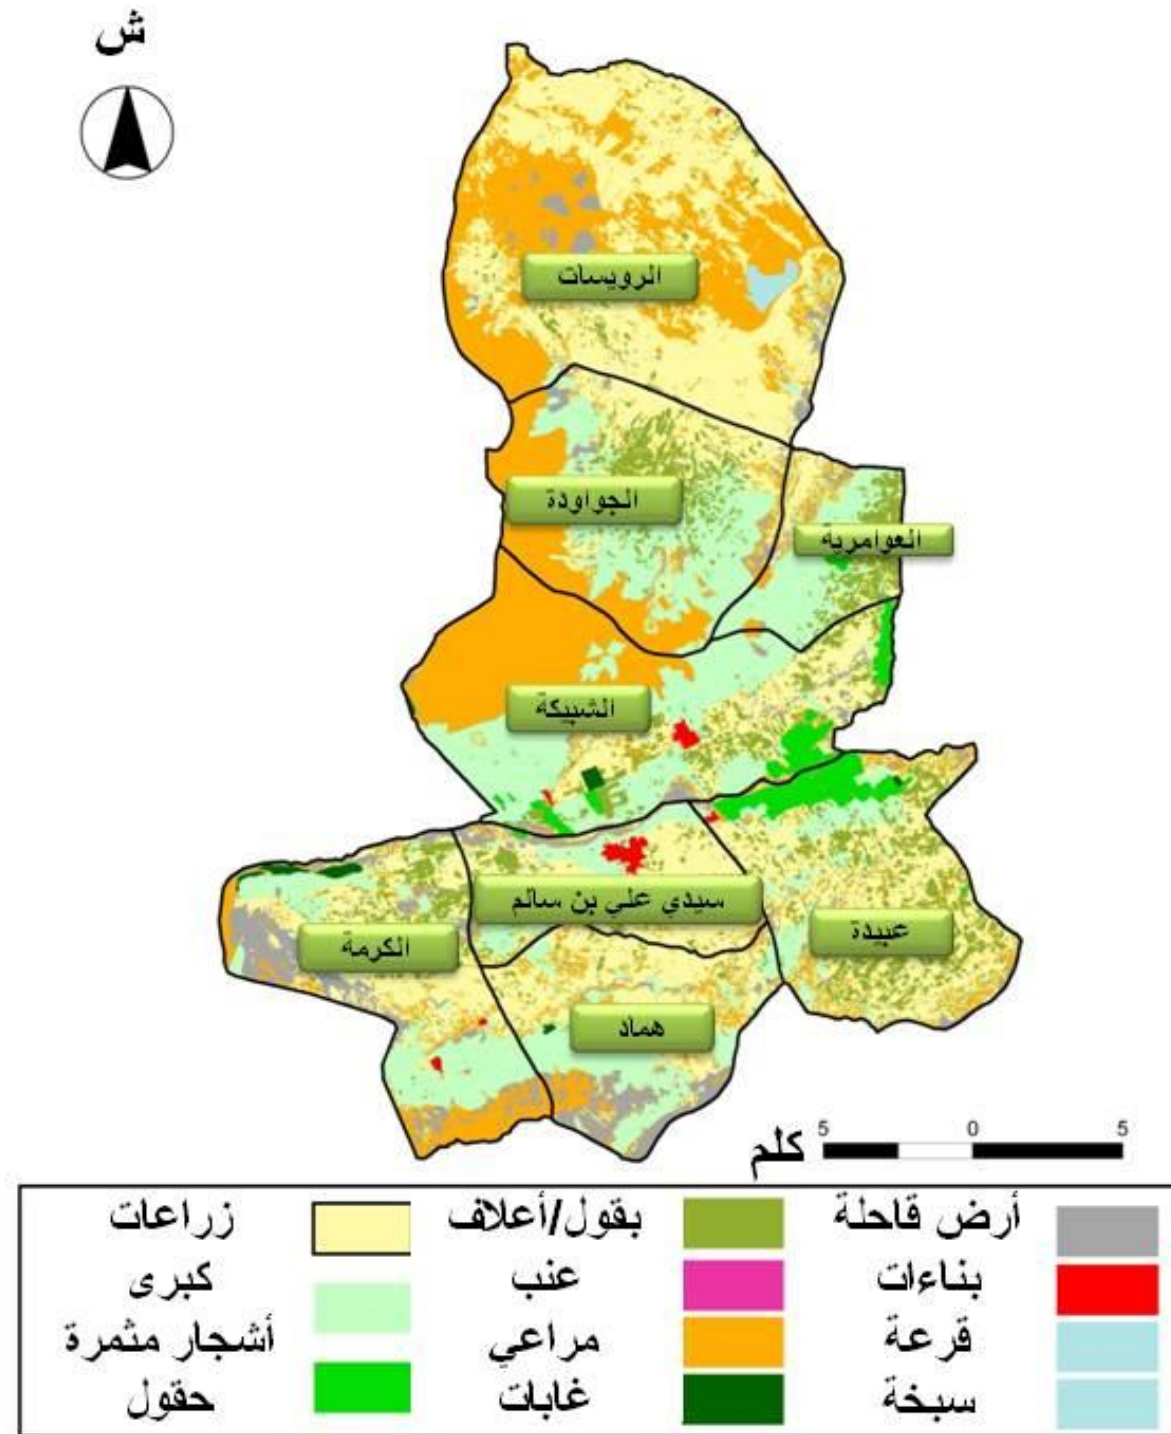 ش
الرويسات
الجواودة
العوامرية
الشبيكة
سيدي علي بن سالم
عبيدة
الكرمة
هماد
كلم 5 0 5
زراعات
كبرى
أشجار مثمرة
حقول
بقول/أعلاف
عنب
مراعي
غابات
أرض قاحلة
بناءات
قرعة
سبخة